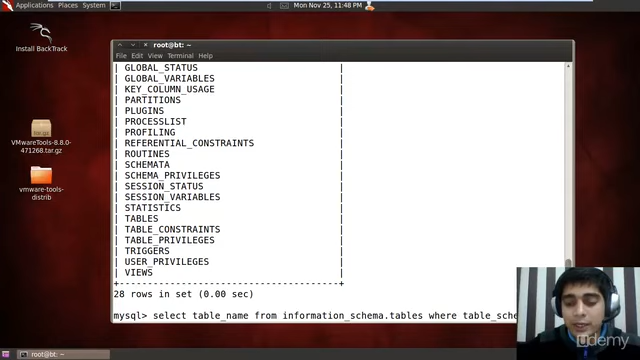 Applications Places System
Mon Nov 25, 11:48 PM
Install BackTrack
tar.gz
VMwareTools-8.8.0-
471268.tar.gz
vmware-tools-
distrib
root@bt: ~
File Edit View Terminal Help
| GLOBAL_STATUS |
| GLOBAL_VARIABLES |
| KEY_COLUMN_USAGE |
| PARTITIONS |
| PLUGINS |
| PROCESSLIST |
| PROFILING |
| REFERENTIAL_CONSTRAINTS |
| ROUTINES |
| SCHEMATA |
| SCHEMA_PRIVILEGES |
| SESSION_STATUS |
| SESSION_VARIABLES |
| STATISTICS |
| TABLES |
| TABLE_CONSTRAINTS |
| TABLE_PRIVILEGES |
| TRIGGERS |
| USER_PRIVILEGES |
| VIEWS |
+---------------------------------------+
28 rows in set (0.00 sec)
mysql> select table_name from information_schema.tables where table_sche
udemy
root@bt: ~